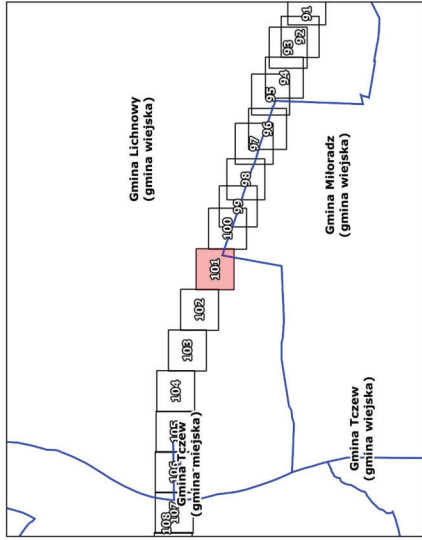 91
92
93
94
95
96
97
98
99
100
101
102
103
104
105
106
107
108
Gmina Lichnowy
(gmina wiejska)
Gmina Miłoradz
(gmina wiejska)
Gmina Tczew
(gmina miejska)
Gmina Tczew
(gmina wiejska)